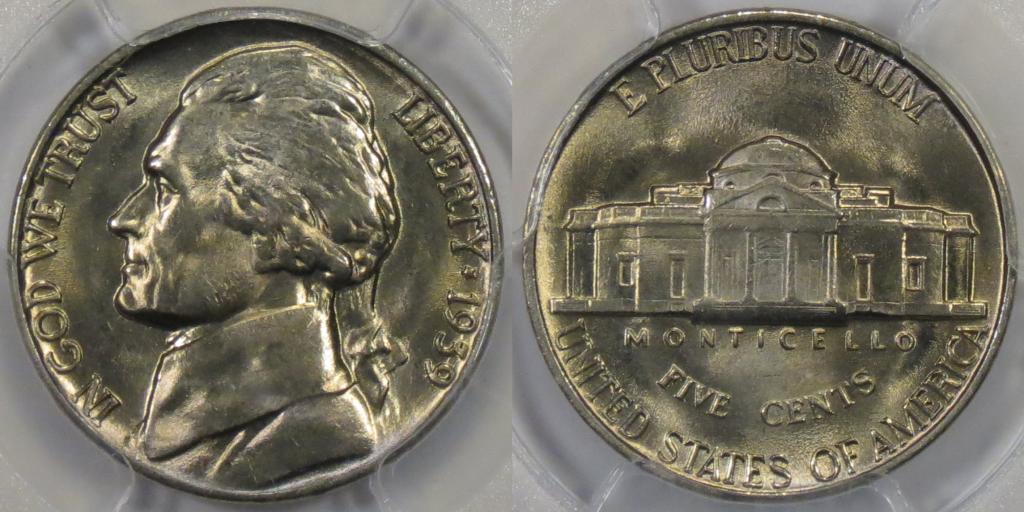 IN GOD WE TRUST
LIBERTY * 1939
E PLURIBUS UNUM
MONTICELLO
FIVE CENTS
UNITED STATES OF AMERICA